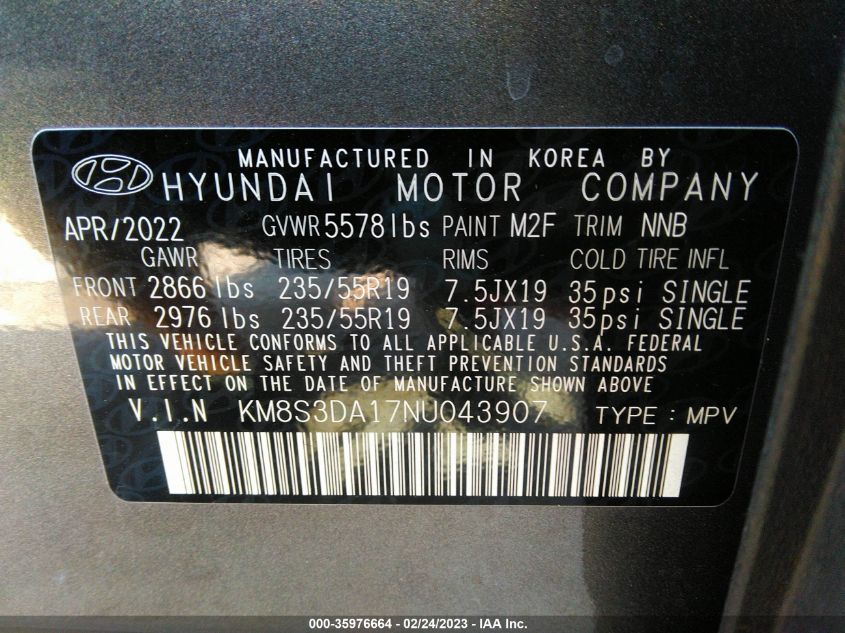 MANUFACTURED IN KOREA BY
HYUNDAI MOTOR COMPANY
APR/2022 GVWR 5578lbs PAINT M2F TRIM NNB
GAWR TIRES RIMS COLD TIRE INFL
FRONT 2866 lbs 235/55R19 7.5JX19 35psi SINGLE
REAR 2976 lbs 235/55R19 7.5JX19 35psi SINGLE
THIS VEHICLE CONFORMS TO ALL APPLICABLE U.S.A. FEDERAL
MOTOR VEHICLE SAFETY AND THEFT PREVENTION STANDARDS
IN EFFECT ON THE DATE OF MANUFACTURE SHOWN ABOVE
V.I.N KM8S3DA17NU043907 TYPE : MPV
000-35976664 - 02/24/2023 - IAA Inc.